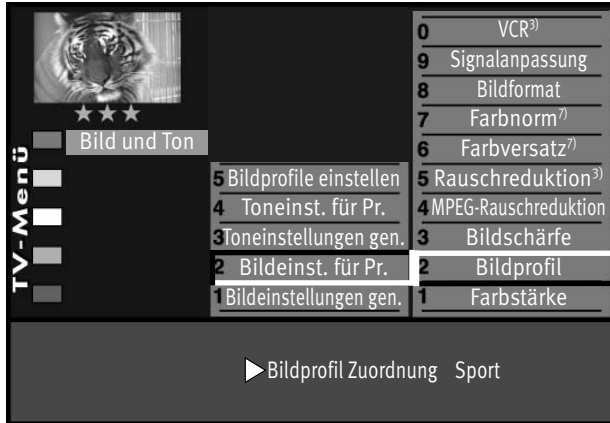 TV-Menü
Bild und Ton
5 Bildprofile einstellen
4 Toneinst. für Pr.
3 Toneinstellungen gen.
2 Bildeinst. für Pr.
1 Bildeinstellungen gen.
0 VCR3)
9 Signalanpassung
8 Bildformat
7 Farbnorm7)
6 Farbversatz7)
5 Rauschreduktion3)
4 MPEG-Rauschreduktion
3 Bildschärfe
2 Bildprofil
1 Farbstärke
Bildprofil Zuordnung Sport